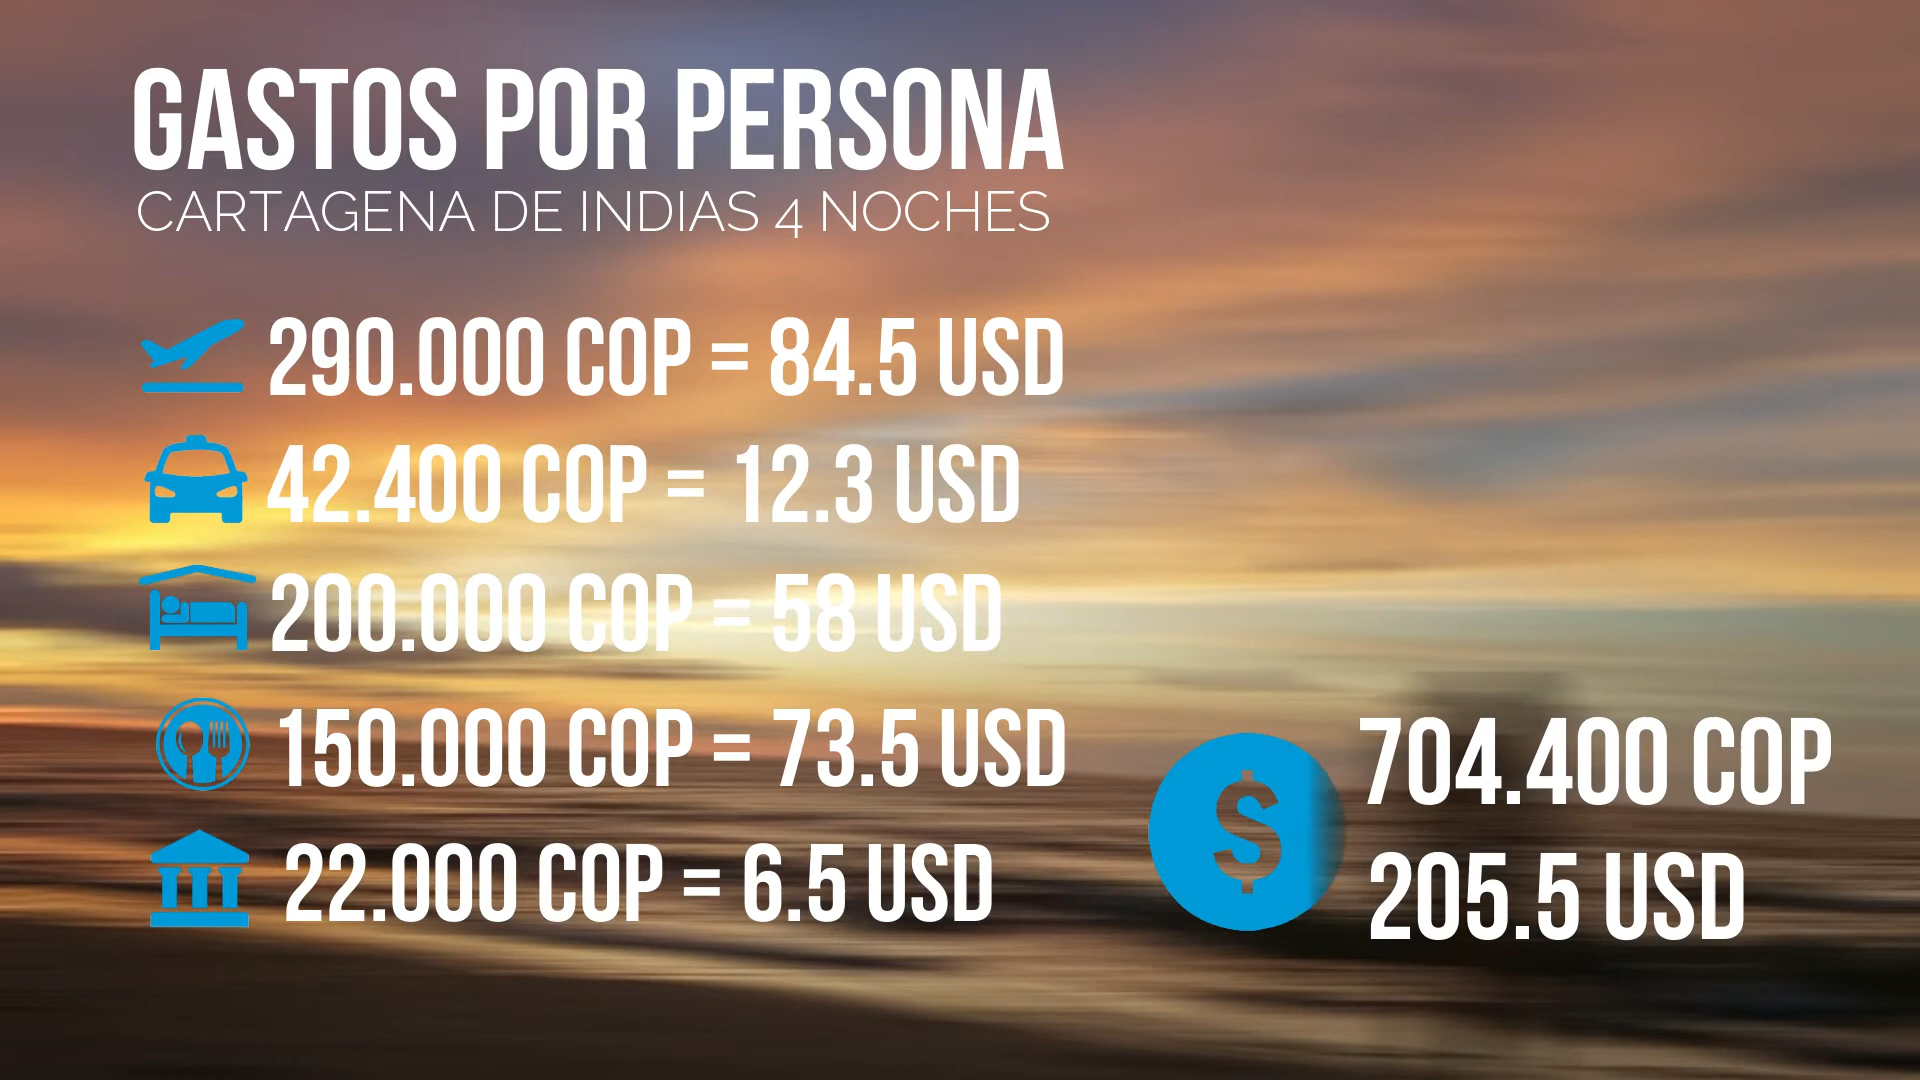 GASTOS POR PERSONA
CARTAGENA DE INDIAS 4 NOCHES
290.000 COP = 84.5 USD
42.400 COP = 12.3 USD
200.000 COP = 58 USD
150.000 COP = 73.5 USD
22.000 COP = 6.5 USD
$
704.400 COP
205.5 USD